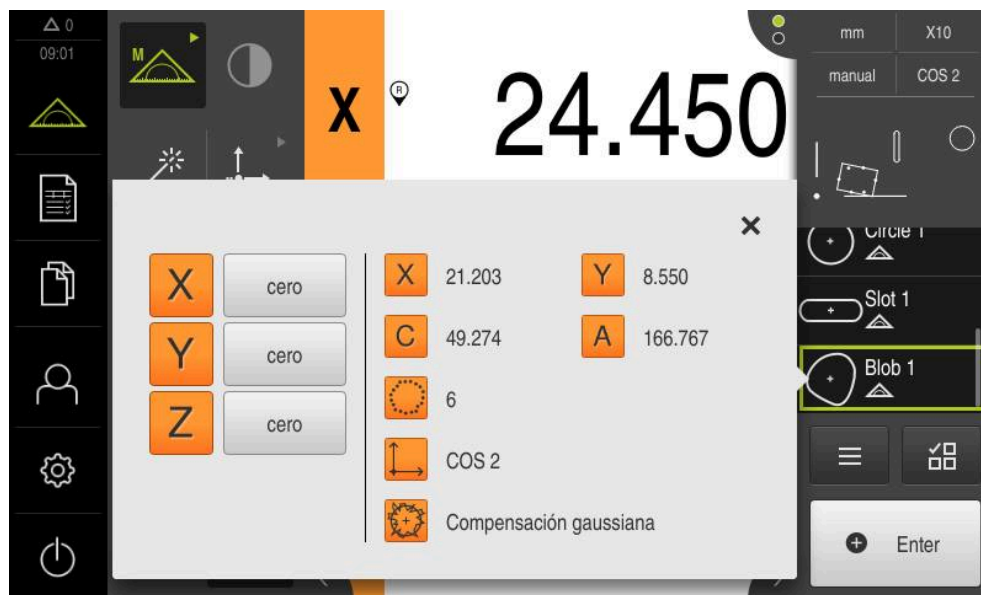 0
09:01
M
X
R
24.450
mm
X10
manual
COS 2
X cero
Y cero
Z cero
X 21.203
Y 8.550
C 49.274
A 166.767
6
COS 2
Compensación gaussiana
Circle 1
Slot 1
Blob 1
Enter